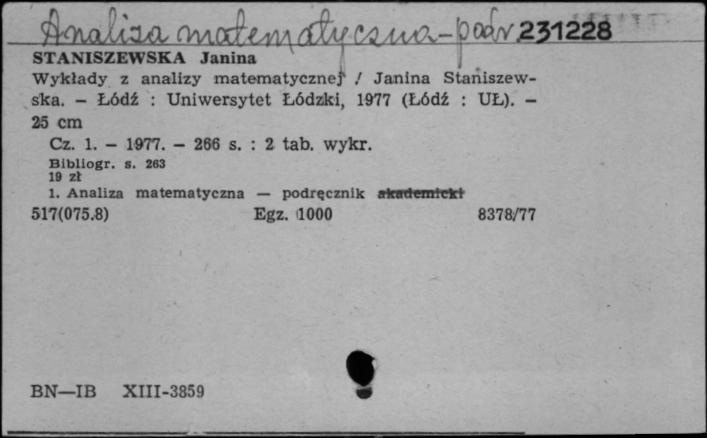 Analiza matematyczna - podr. 231228
STANISZEWSKA Janina
Wykłady z analizy matematycznej / Janina Staniszew-
ska. — Łódź : Uniwersytet Łódzki, 1977 (Łódź : UŁ). —
25 cm
Cz. 1. — 1977. — 266 s. : 2 tab. wykr.
Bibliogr. s. 263
19 zł
1. Analiza matematyczna — podręcznik akademicki
517(075.8) Egz. 1000 8378/77
BN—IB XIII-3859